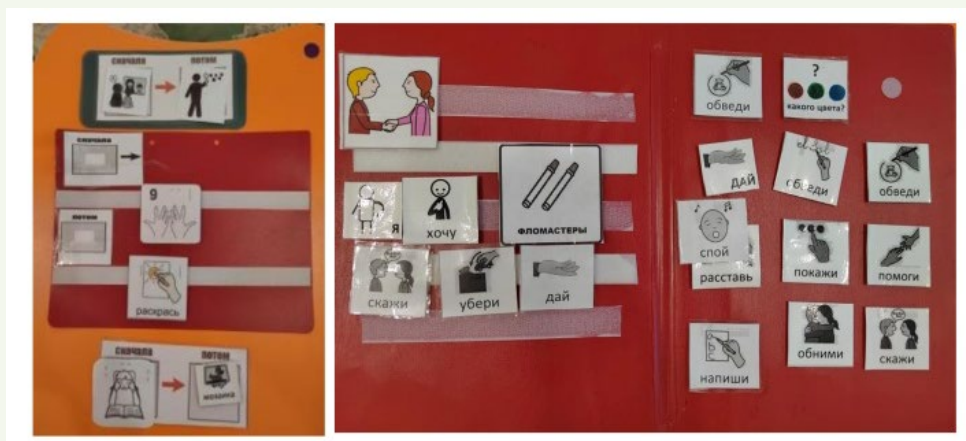 СНАЧАЛА ПОТОМ
СНАЧАЛА
9
ПОТОМ
раскрась
СНАЧАЛА ПОТОМ
мозаика
Я
хочу
ФЛОМАСТЕРЫ
скажи
убери
дай
обведи
?
какого цвета?
ДАЙ
обведи
обведи
спой
расставь
покажи
помоги
напиши
обними
скажи